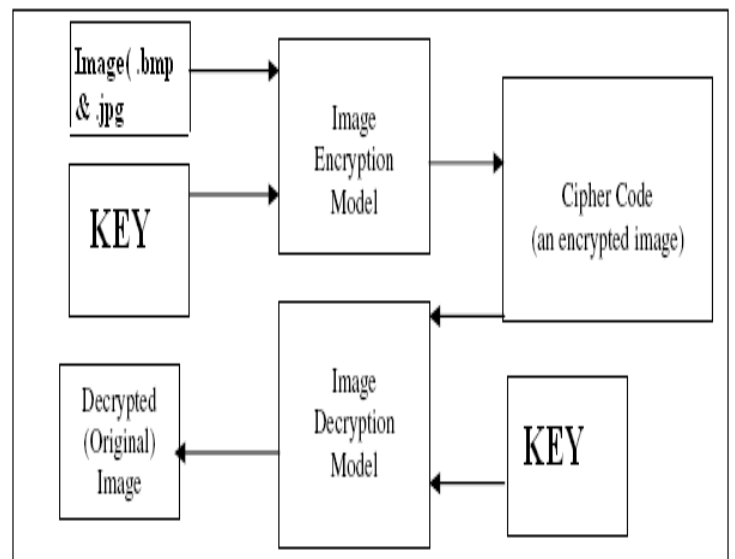 Image( .bmp
& .jpg
KEY
Image
Encryption
Model
Cipher Code
(an encrypted image)
Decrypted
(Original)
Image
Image
Decryption
Model
KEY